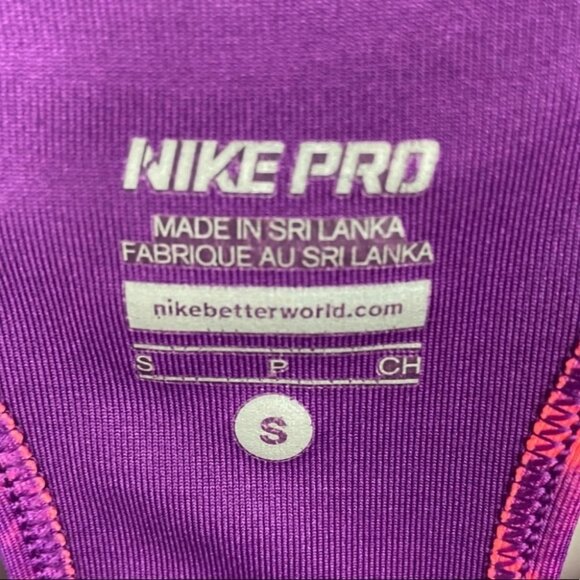 NIKE PRO
MADE IN SRI LANKA
FABRIQUE AU SRI LANKA
nikebetterworld.com
S P CH
S